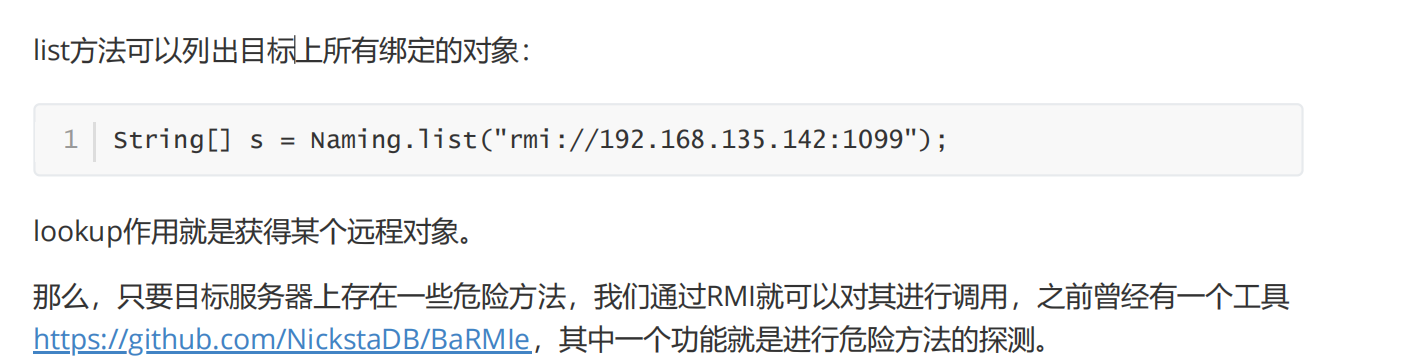 list方法可以列出目标上所有绑定的对象：
1 String[] s = Naming.list("rmi://192.168.135.142:1099");
lookup作用就是获得某个远程对象。
那么，只要目标服务器上存在一些危险方法，我们通过RMI就可以对其进行调用，之前曾经有一个工具
https://github.com/NickstaDB/BaRMIe，其中一个功能就是进行危险方法的探测。